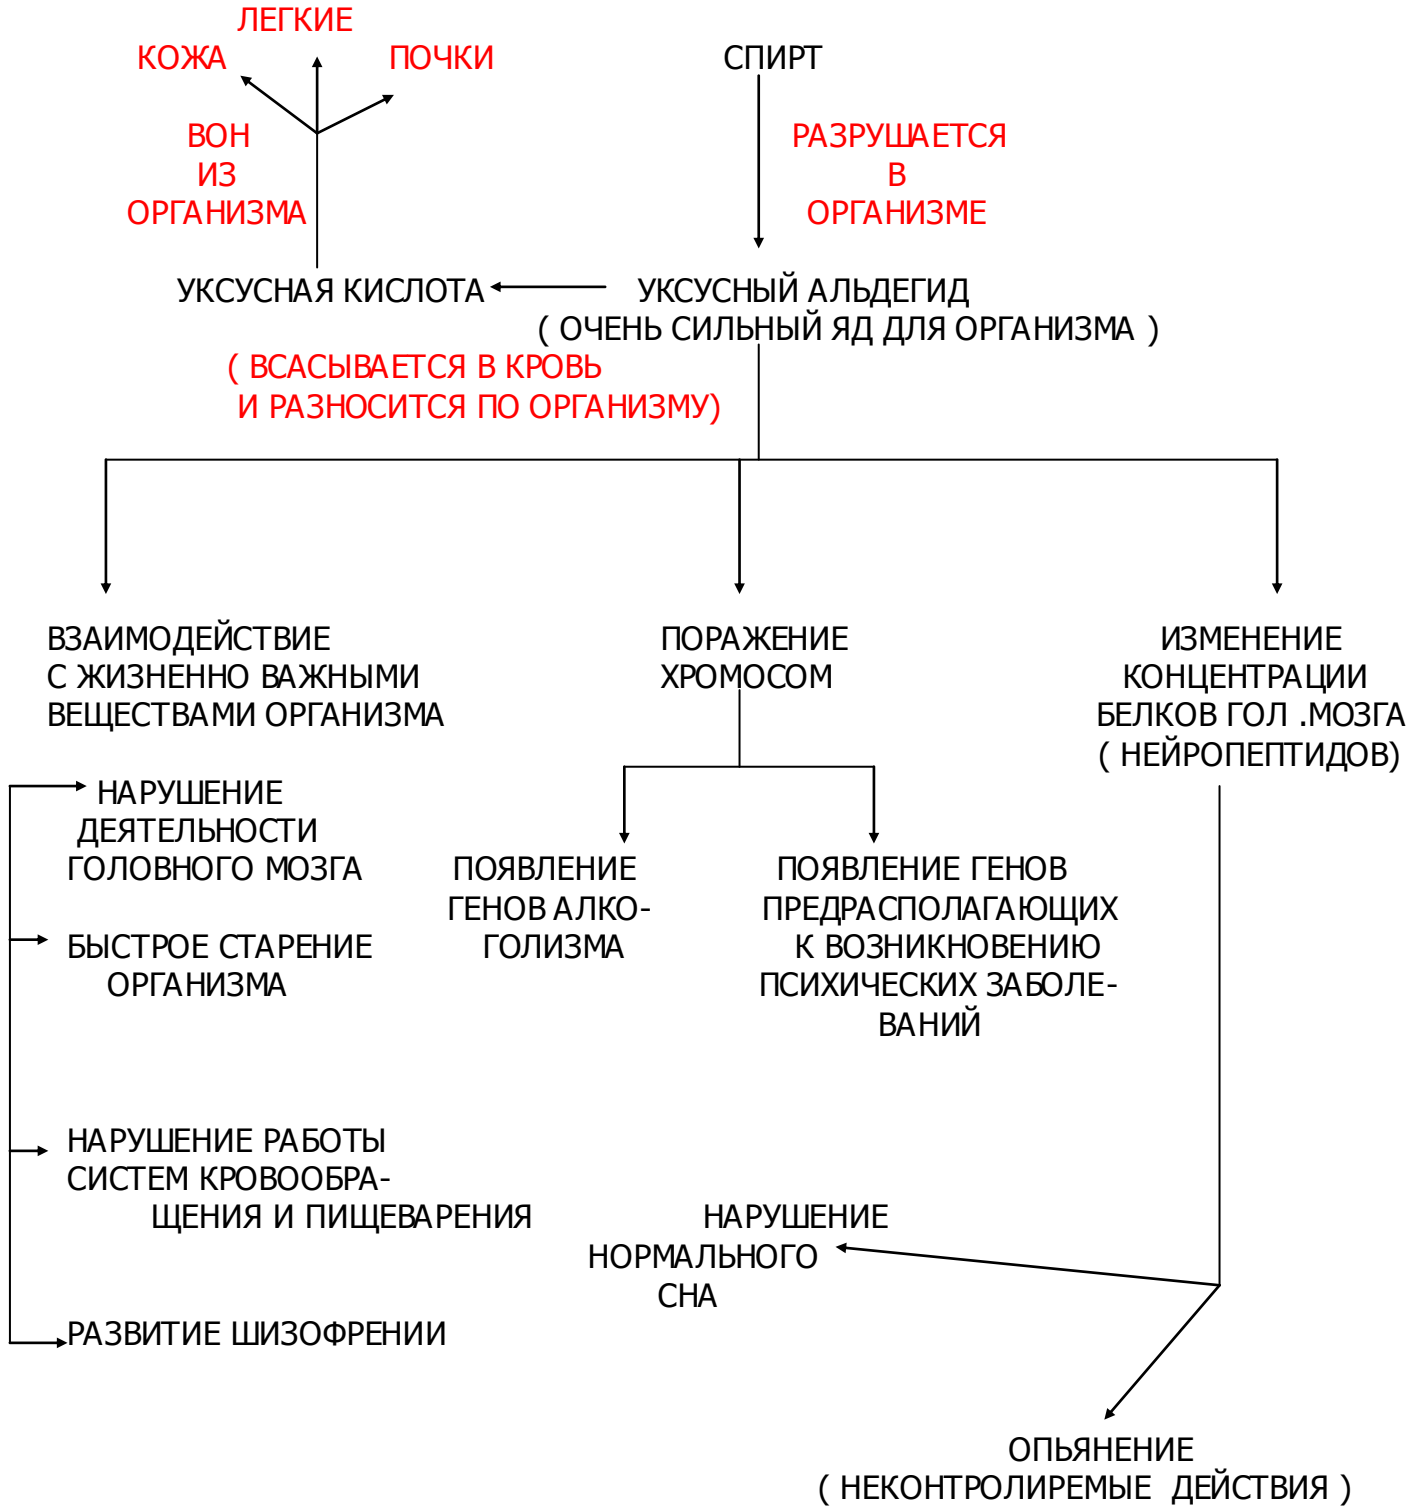 ЛЕГКИЕ
КОЖА
ПОЧКИ
ВОН
ИЗ
ОРГАНИЗМА
СПИРТ
РАЗРУШАЕТСЯ
В
ОРГАНИЗМЕ
УКСУСНАЯ КИСЛОТА
УКСУСНЫЙ АЛЬДЕГИД
( ОЧЕНЬ СИЛЬНЫЙ ЯД ДЛЯ ОРГАНИЗМА )
( ВСАСЫВАЕТСЯ В КРОВЬ
И РАЗНОСИТСЯ ПО ОРГАНИЗМУ)
ВЗАИМОДЕЙСТВИЕ
С ЖИЗНЕННО ВАЖНЫМИ
ВЕЩЕСТВАМИ ОРГАНИЗМА
НАРУШЕНИЕ
ДЕЯТЕЛЬНОСТИ
ГОЛОВНОГО МОЗГА
БЫСТРОЕ СТАРЕНИЕ
ОРГАНИЗМА
НАРУШЕНИЕ РАБОТЫ
СИСТЕМ КРОВООБРА-
ЩЕНИЯ И ПИЩЕВАРЕНИЯ
РАЗВИТИЕ ШИЗОФРЕНИИ
ПОРАЖЕНИЕ
ХРОМОСОМ
ПОЯВЛЕНИЕ
ГЕНОВ АЛКО-
ГОЛИЗМА
ПОЯВЛЕНИЕ ГЕНОВ
ПРЕДРАСПОЛАГАЮЩИХ
К ВОЗНИКНОВЕНИЮ
ПСИХИЧЕСКИХ ЗАБОЛЕ-
ВАНИЙ
ИЗМЕНЕНИЕ
КОНЦЕНТРАЦИИ
БЕЛКОВ ГОЛ .МОЗГА
( НЕЙРОПЕПТИДОВ)
НАРУШЕНИЕ
НОРМАЛЬНОГО
СНА
ОПЬЯНЕНИЕ
( НЕКОНТРОЛИРЕМЫЕ ДЕЙСТВИЯ )